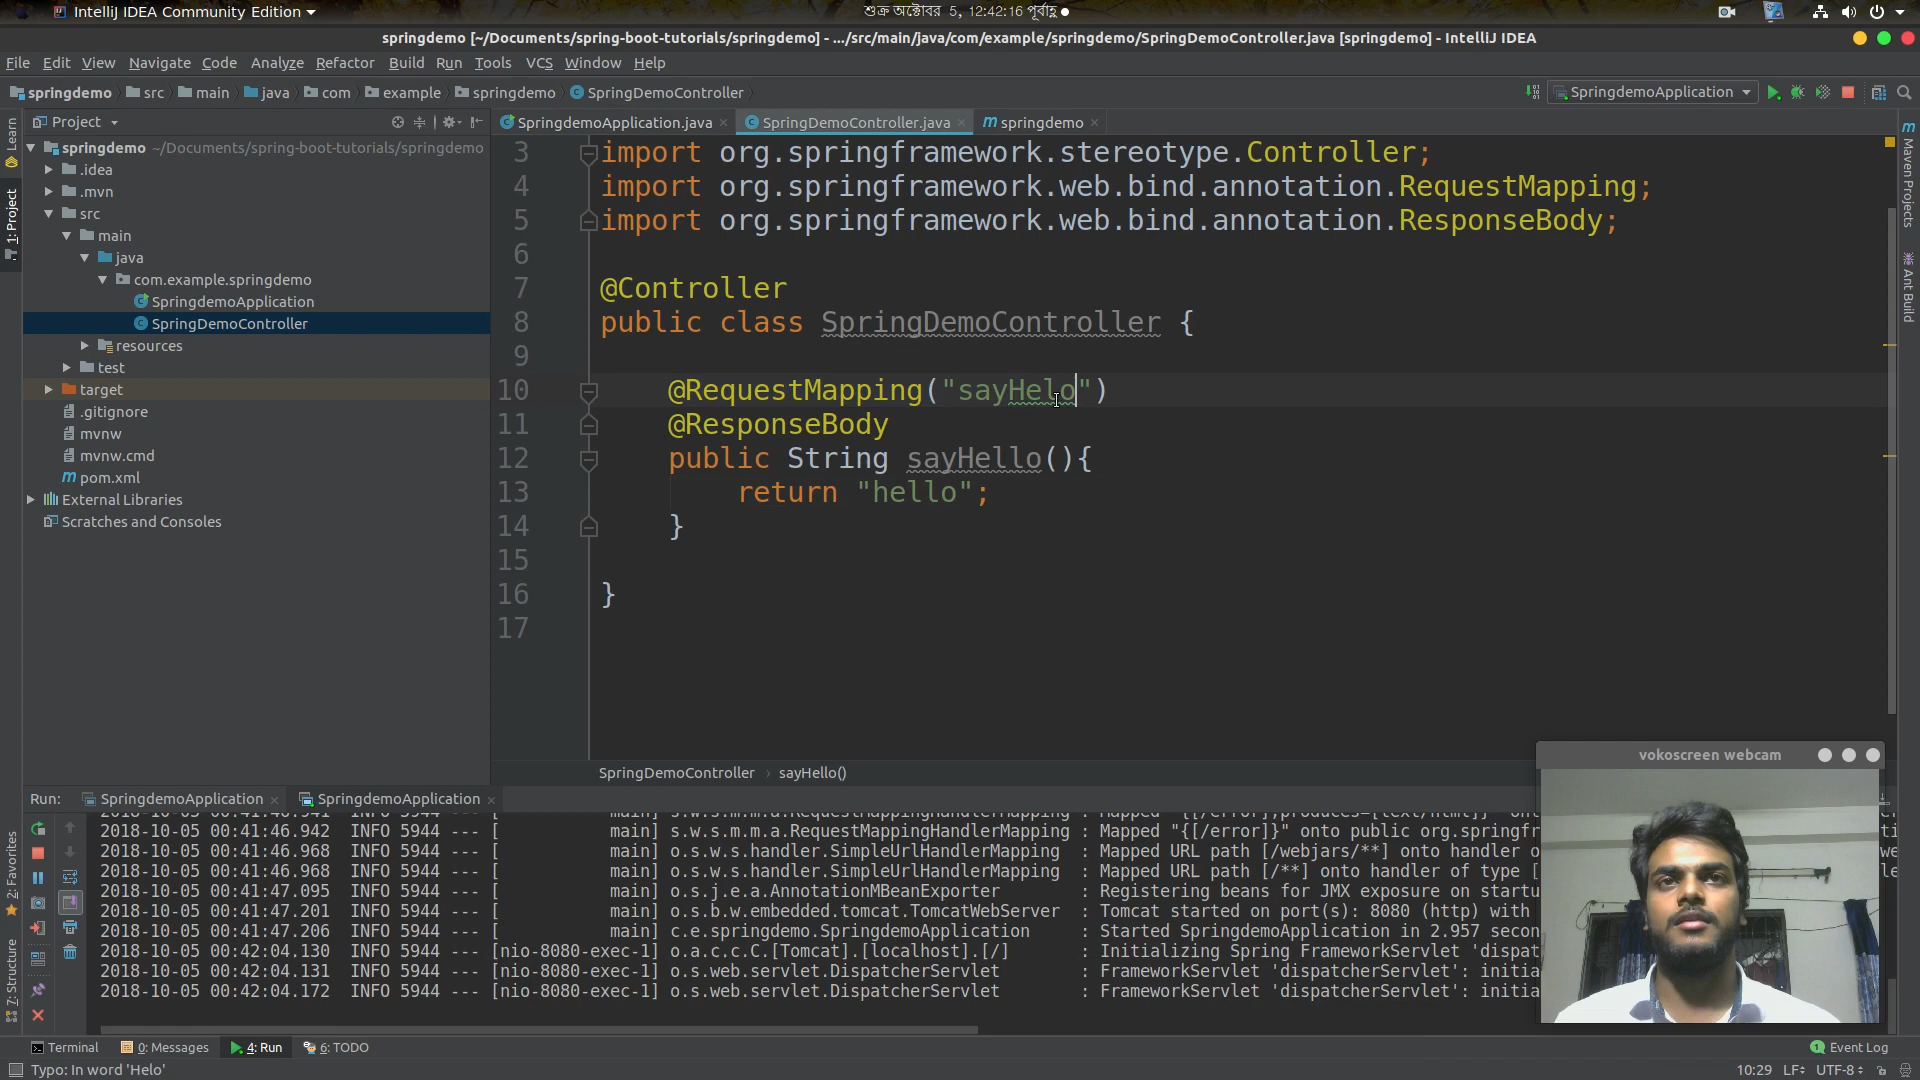 IntelliJ IDEA Community Edition
শুক্র অক্টোবর 5, 12:42:16 পূর্বাহ্ণ
springdemo [~/Documents/spring-boot-tutorials/springdemo] - .../src/main/java/com/example/springdemo/SpringDemoController.java [springdemo] - IntelliJ IDEA
File Edit View Navigate Code Analyze Refactor Build Run Tools VCS Window Help
springdemo src main java com example springdemo SpringDemoController
SpringdemoApplication
Learn
1: Project
Project
SpringdemoApplication.java SpringDemoController.java springdemo
springdemo ~/Documents/spring-boot-tutorials/springdemo
.idea
.mvn
src
main
java
com.example.springdemo
SpringdemoApplication
SpringDemoController
resources
test
target
.gitignore
mvnw
mvnw.cmd
pom.xml
External Libraries
Scratches and Consoles
3 import org.springframework.stereotype.Controller;
4 import org.springframework.web.bind.annotation.RequestMapping;
5 import org.springframework.web.bind.annotation.ResponseBody;
6
7 @Controller
8 public class SpringDemoController {
9
10 @RequestMapping("sayHelo")
11 @ResponseBody
12 public String sayHello(){
13 return "hello";
14 }
15
16 }
17
Maven Projects
Ant Build
SpringDemoController › sayHello()
vokoscreen webcam
Run: SpringdemoApplication SpringdemoApplication
2018-10-05 00:41:46.942 INFO 5944 --- [ main] s.w.s.m.m.a.RequestMappingHandlerMapping : Mapped "{[/error]}" onto public org.springfr
2018-10-05 00:41:46.968 INFO 5944 --- [ main] o.s.w.s.handler.SimpleUrlHandlerMapping : Mapped URL path [/webjars/**] onto handler o
2018-10-05 00:41:46.968 INFO 5944 --- [ main] o.s.w.s.handler.SimpleUrlHandlerMapping : Mapped URL path [/**] onto handler of type [
2018-10-05 00:41:47.095 INFO 5944 --- [ main] o.s.j.e.a.AnnotationMBeanExporter : Registering beans for JMX exposure on startu
2018-10-05 00:41:47.201 INFO 5944 --- [ main] o.s.b.w.embedded.tomcat.TomcatWebServer : Tomcat started on port(s): 8080 (http) with
2018-10-05 00:41:47.206 INFO 5944 --- [ main] c.e.springdemo.SpringdemoApplication : Started SpringdemoApplication in 2.957 secon
2018-10-05 00:42:04.130 INFO 5944 --- [nio-8080-exec-1] o.a.c.c.C.[Tomcat].[localhost].[/] : Initializing Spring FrameworkServlet 'dispat
2018-10-05 00:42:04.131 INFO 5944 --- [nio-8080-exec-1] o.s.web.servlet.DispatcherServlet : FrameworkServlet 'dispatcherServlet': initia
2018-10-05 00:42:04.172 INFO 5944 --- [nio-8080-exec-1] o.s.web.servlet.DispatcherServlet : FrameworkServlet 'dispatcherServlet': initia
2: Favorites
7: Structure
Terminal 0: Messages 4: Run 6: TODO
1 Event Log
Typo: In word 'Helo'
10:29 LF UTF-8